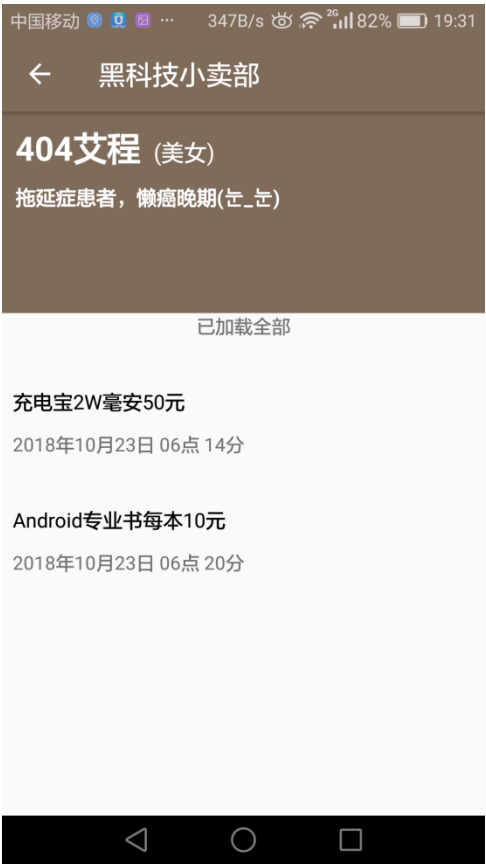 中国移动 ... 347B/s 2G 82% 19:31
黑科技小卖部
404艾程 (美女)
拖延症患者，懒癌晚期(눈_눈)
已加载全部
充电宝2W毫安50元
2018年10月23日 06点 14分
Android专业书每本10元
2018年10月23日 06点 20分